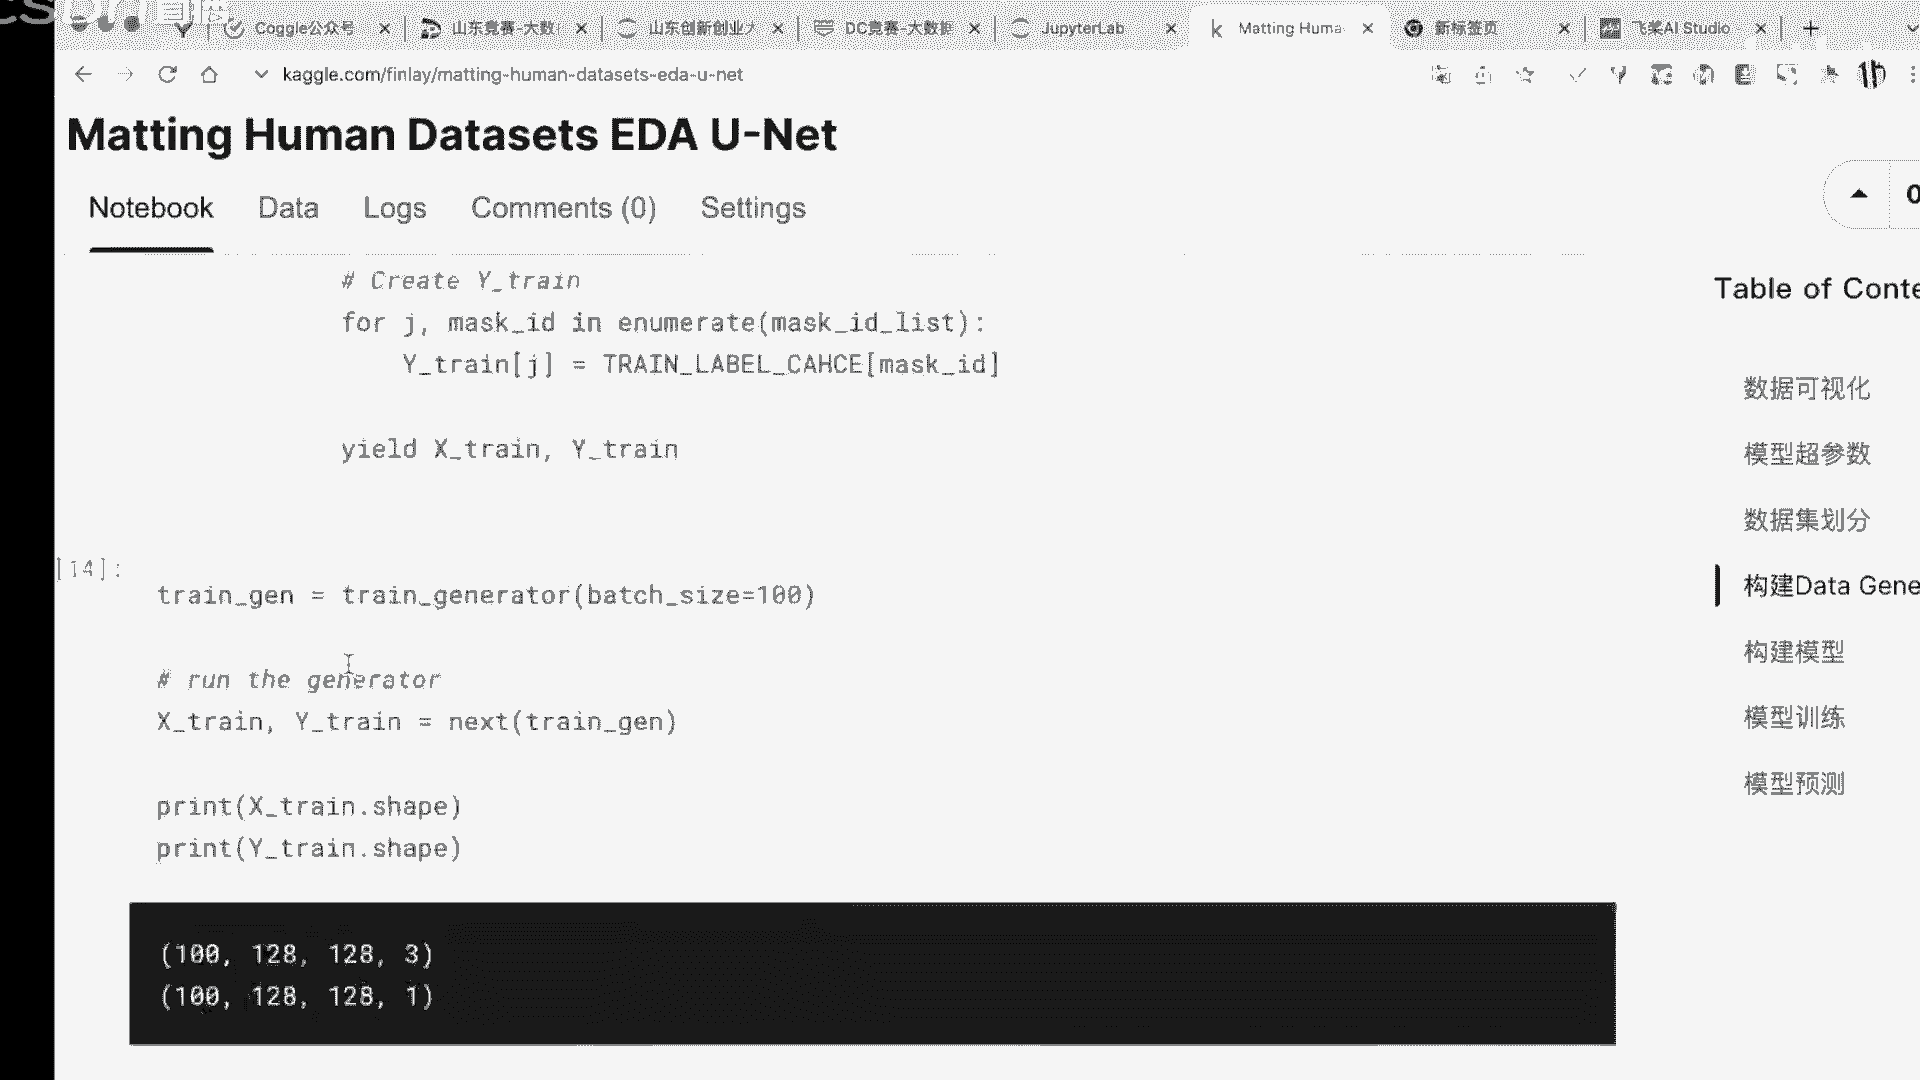 Coggle公众号
山东竞赛-大数
山东创新创业大
DC竞赛-大数据
JupyterLab
Matting Huma
新标签页
飞桨AI Studio
kaggle.com/finlay/matting-human-datasets-eda-u-net
Matting Human Datasets EDA U-Net
Notebook
Data
Logs
Comments (0)
Settings
0
# Create Y_train
for j, mask_id in enumerate(mask_id_list):
Y_train[j] = TRAIN_LABEL_CAHCE[mask_id]
yield X_train, Y_train
[14]:
train_gen = train_generator(batch_size=100)
# run the generator
X_train, Y_train = next(train_gen)
print(X_train.shape)
print(Y_train.shape)
(100, 128, 128, 3)
(100, 128, 128, 1)
Table of Conte
数据可视化
模型超参数
数据集划分
构建Data Gene
构建模型
模型训练
模型预测